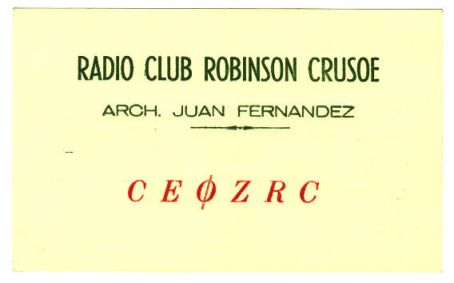 RADIO CLUB ROBINSON CRUSOE
ARCH. JUAN FERNANDEZ
CEØZRC